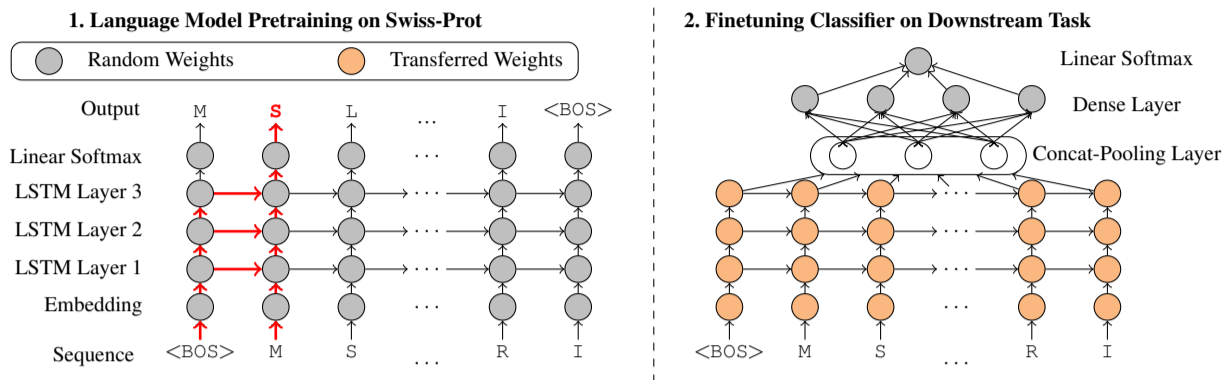 1. Language Model Pretraining on Swiss-Prot
Random Weights
Transferred Weights
Output M S L ... I <BOS>
Linear Softmax ...
LSTM Layer 3 ...
LSTM Layer 2 ...
LSTM Layer 1 ...
Embedding ...
Sequence <BOS> M S ... R I
2. Finetuning Classifier on Downstream Task
Linear Softmax
Dense Layer
Concat-Pooling Layer
...
...
...
...
<BOS> M S ... R I